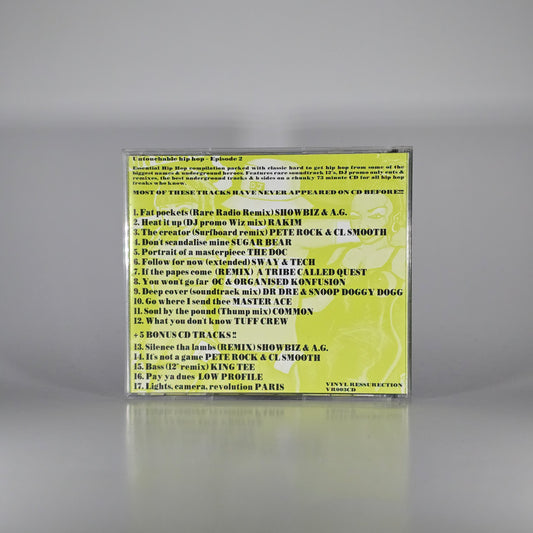 Untouchable hip hop - Episode 2
Essential Hip Hop compilation packed with classic hard to get hip hop from some of the
biggest names & underground heroes. Features rare soundtrack 12's, DJ promo only cuts &
remixes, the best underground tracks & b sides on a chunky 73 minute CD for all hip hop
freaks who know.
MOST OF THESE TRACKS HAVE NEVER APPEARED ON CD BEFORE!!
1. Fat pockets (Rare Radio Remix) SHOWBIZ & A.G.
2. Heat it up (DJ promo Wiz mix) RAKIM
3. The creator (Surfboard remix) PETE ROCK & CL SMOOTH
4. Don't scandalise mine SUGAR BEAR
5. Portrait of a masterpiece THE DOC
6. Follow for now (extended) SWAY & TECH
7. If the papes come (REMIX) A TRIBE CALLED QUEST
8. You won't go far OC & ORGANISED KONFUSION
9. Deep cover (soundtrack mix) DR DRE & SNOOP DOGGY DOGG
10. Go where I send thee MASTER ACE
11. Soul by the pound (Thump mix) COMMON
12. What you don't know TUFF CREW
+ 5 BONUS CD TRACKS !!
13. Silence tha lambs (REMIX) SHOWBIZ & A.G.
14. It's not a game PETE ROCK & CL SMOOTH
15. Bass (12" remix) KING TEE
16. Pay ya dues LOW PROFILE
17. Lights, camera, revolution PARIS
VINYL RESSURECTION
VR003CD